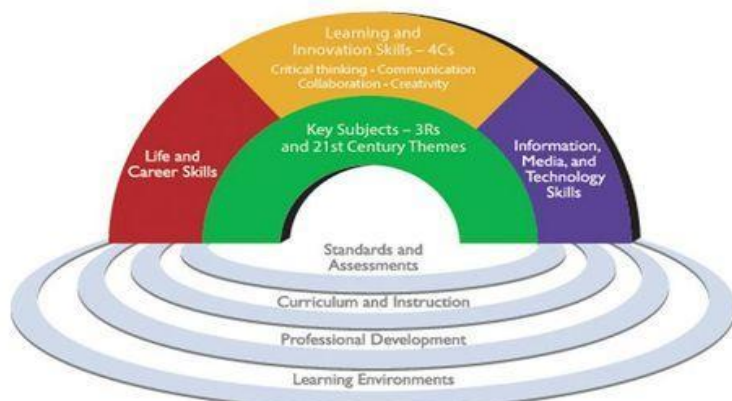 Learning and
Innovation Skills – 4Cs
Critical thinking • Communication
Collaboration • Creativity
Key Subjects – 3Rs
and 21st Century Themes
Life and
Career Skills
Information,
Media, and
Technology
Skills
Standards and
Assessments
Curriculum and Instruction
Professional Development
Learning Environments